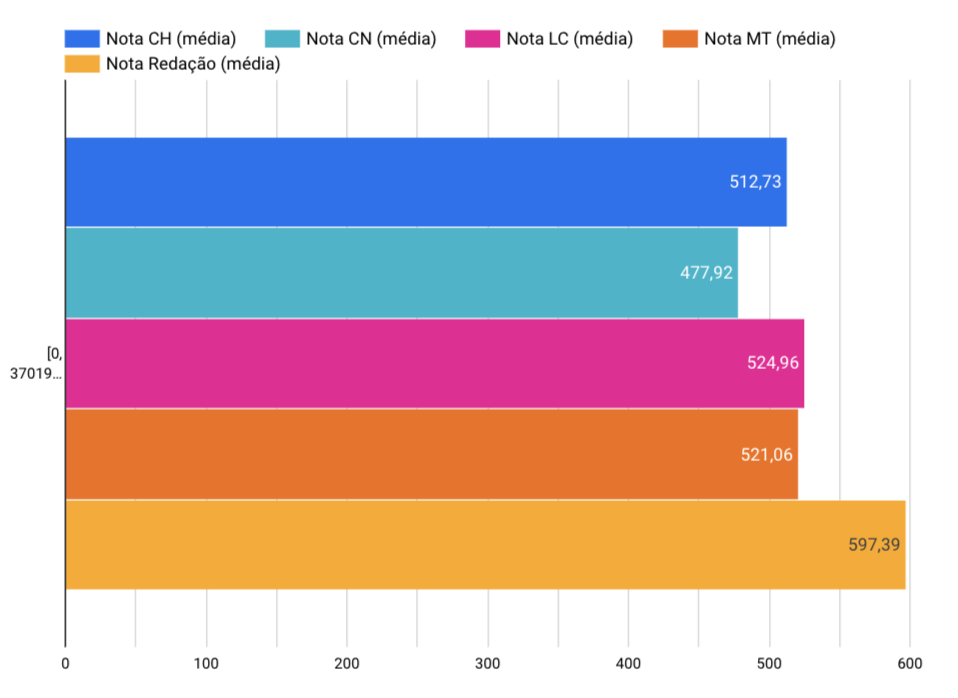 Nota CH (média) Nota CN (média) Nota LC (média) Nota MT (média)
Nota Redação (média)
512,73
477,92
[0,
37019...
524,96
521,06
597,39
0 100 200 300 400 500 600